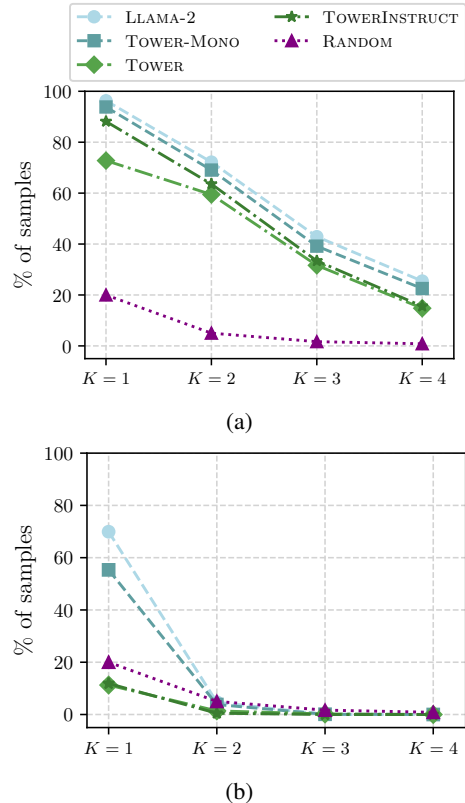 LLAMA-2
TOWER-MONO
TOWER
TOWERINSTRUCT
RANDOM
100
80
60
40
20
0
% of samples
K = 1 K = 2 K = 3 K = 4
(a)
100
80
60
40
20
0
% of samples
K = 1 K = 2 K = 3 K = 4
(b)